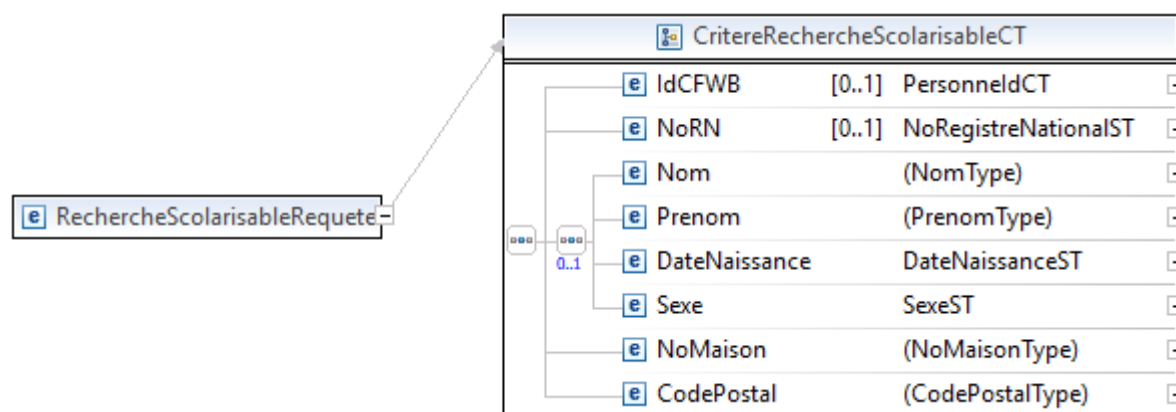 CritereRechercheScolarisableCT
e IdCFWB [0..1] PersonneIdCT
e NoRN [0..1] NoRegistreNationalST
e Nom (NomType)
e RechercheScolarisableRequete
e Prenom (PrenomType)
e DateNaissance DateNaissanceST
0..1
e Sexe SexeST
e NoMaison (NoMaisonType)
e CodePostal (CodePostalType)